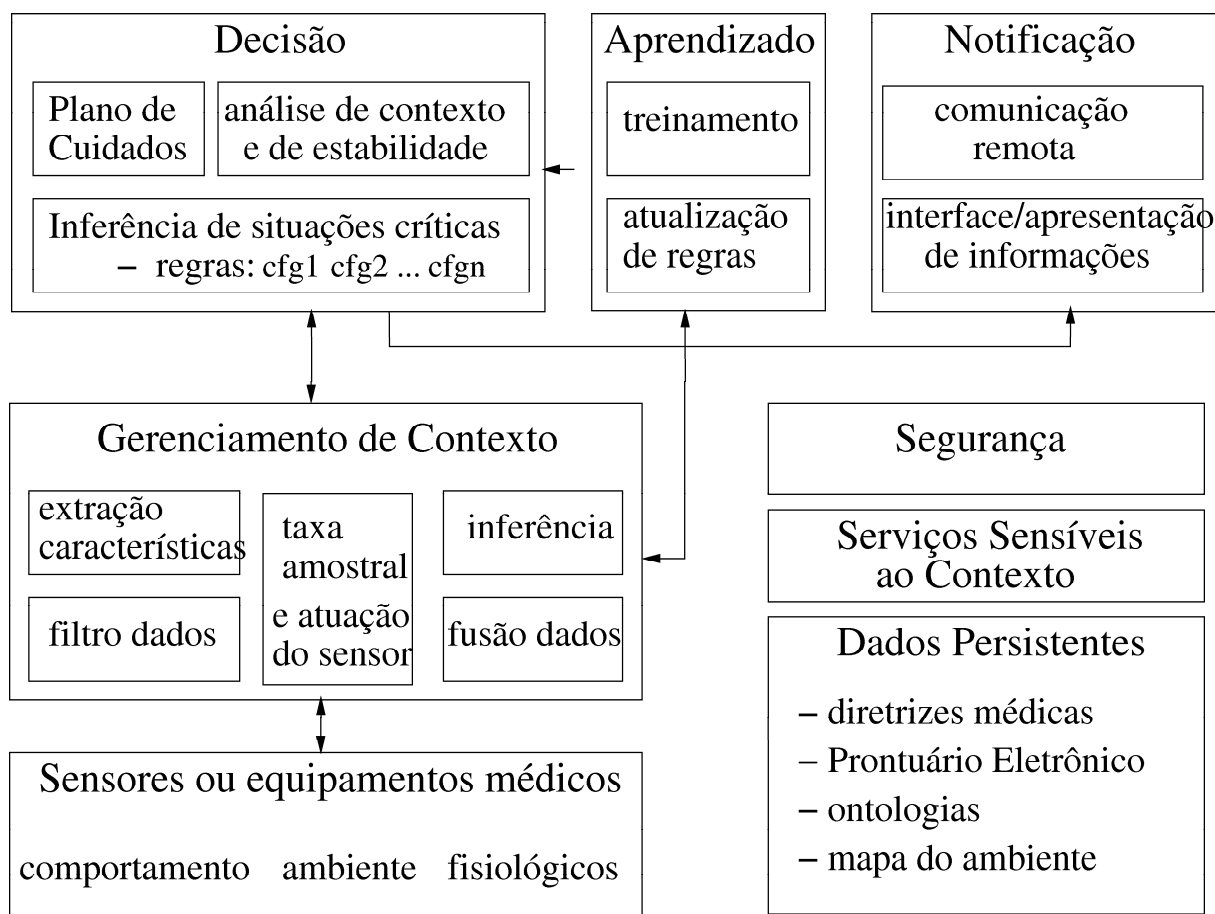 Decisão
Plano de
Cuidados
análise de contexto
e de estabilidade
Inferência de situações críticas
– regras: cfg1 cfg2 ... cfgn
Aprendizado
treinamento
atualização
de regras
Notificação
comunicação
remota
interface/apresentação
de informações
Gerenciamento de Contexto
extração
características
filtro dados
taxa
amostral
e atuação
do sensor
inferência
fusão dados
Sensores ou equipamentos médicos
comportamento ambiente fisiológicos
Segurança
Serviços Sensíveis
ao Contexto
Dados Persistentes
– diretrizes médicas
– Prontuário Eletrônico
– ontologias
– mapa do ambiente